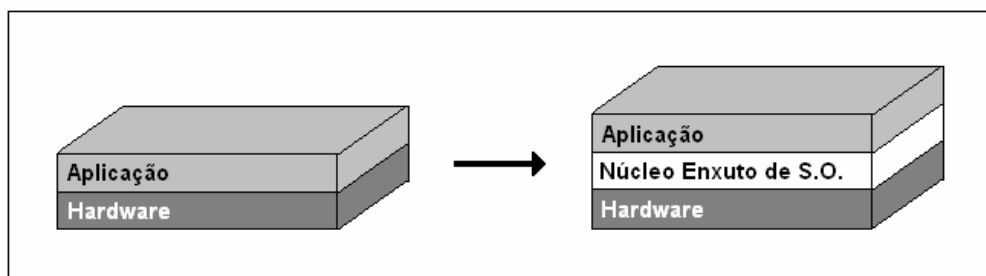 Aplicação
Hardware
Aplicação
Núcleo Enxuto de S.O.
Hardware